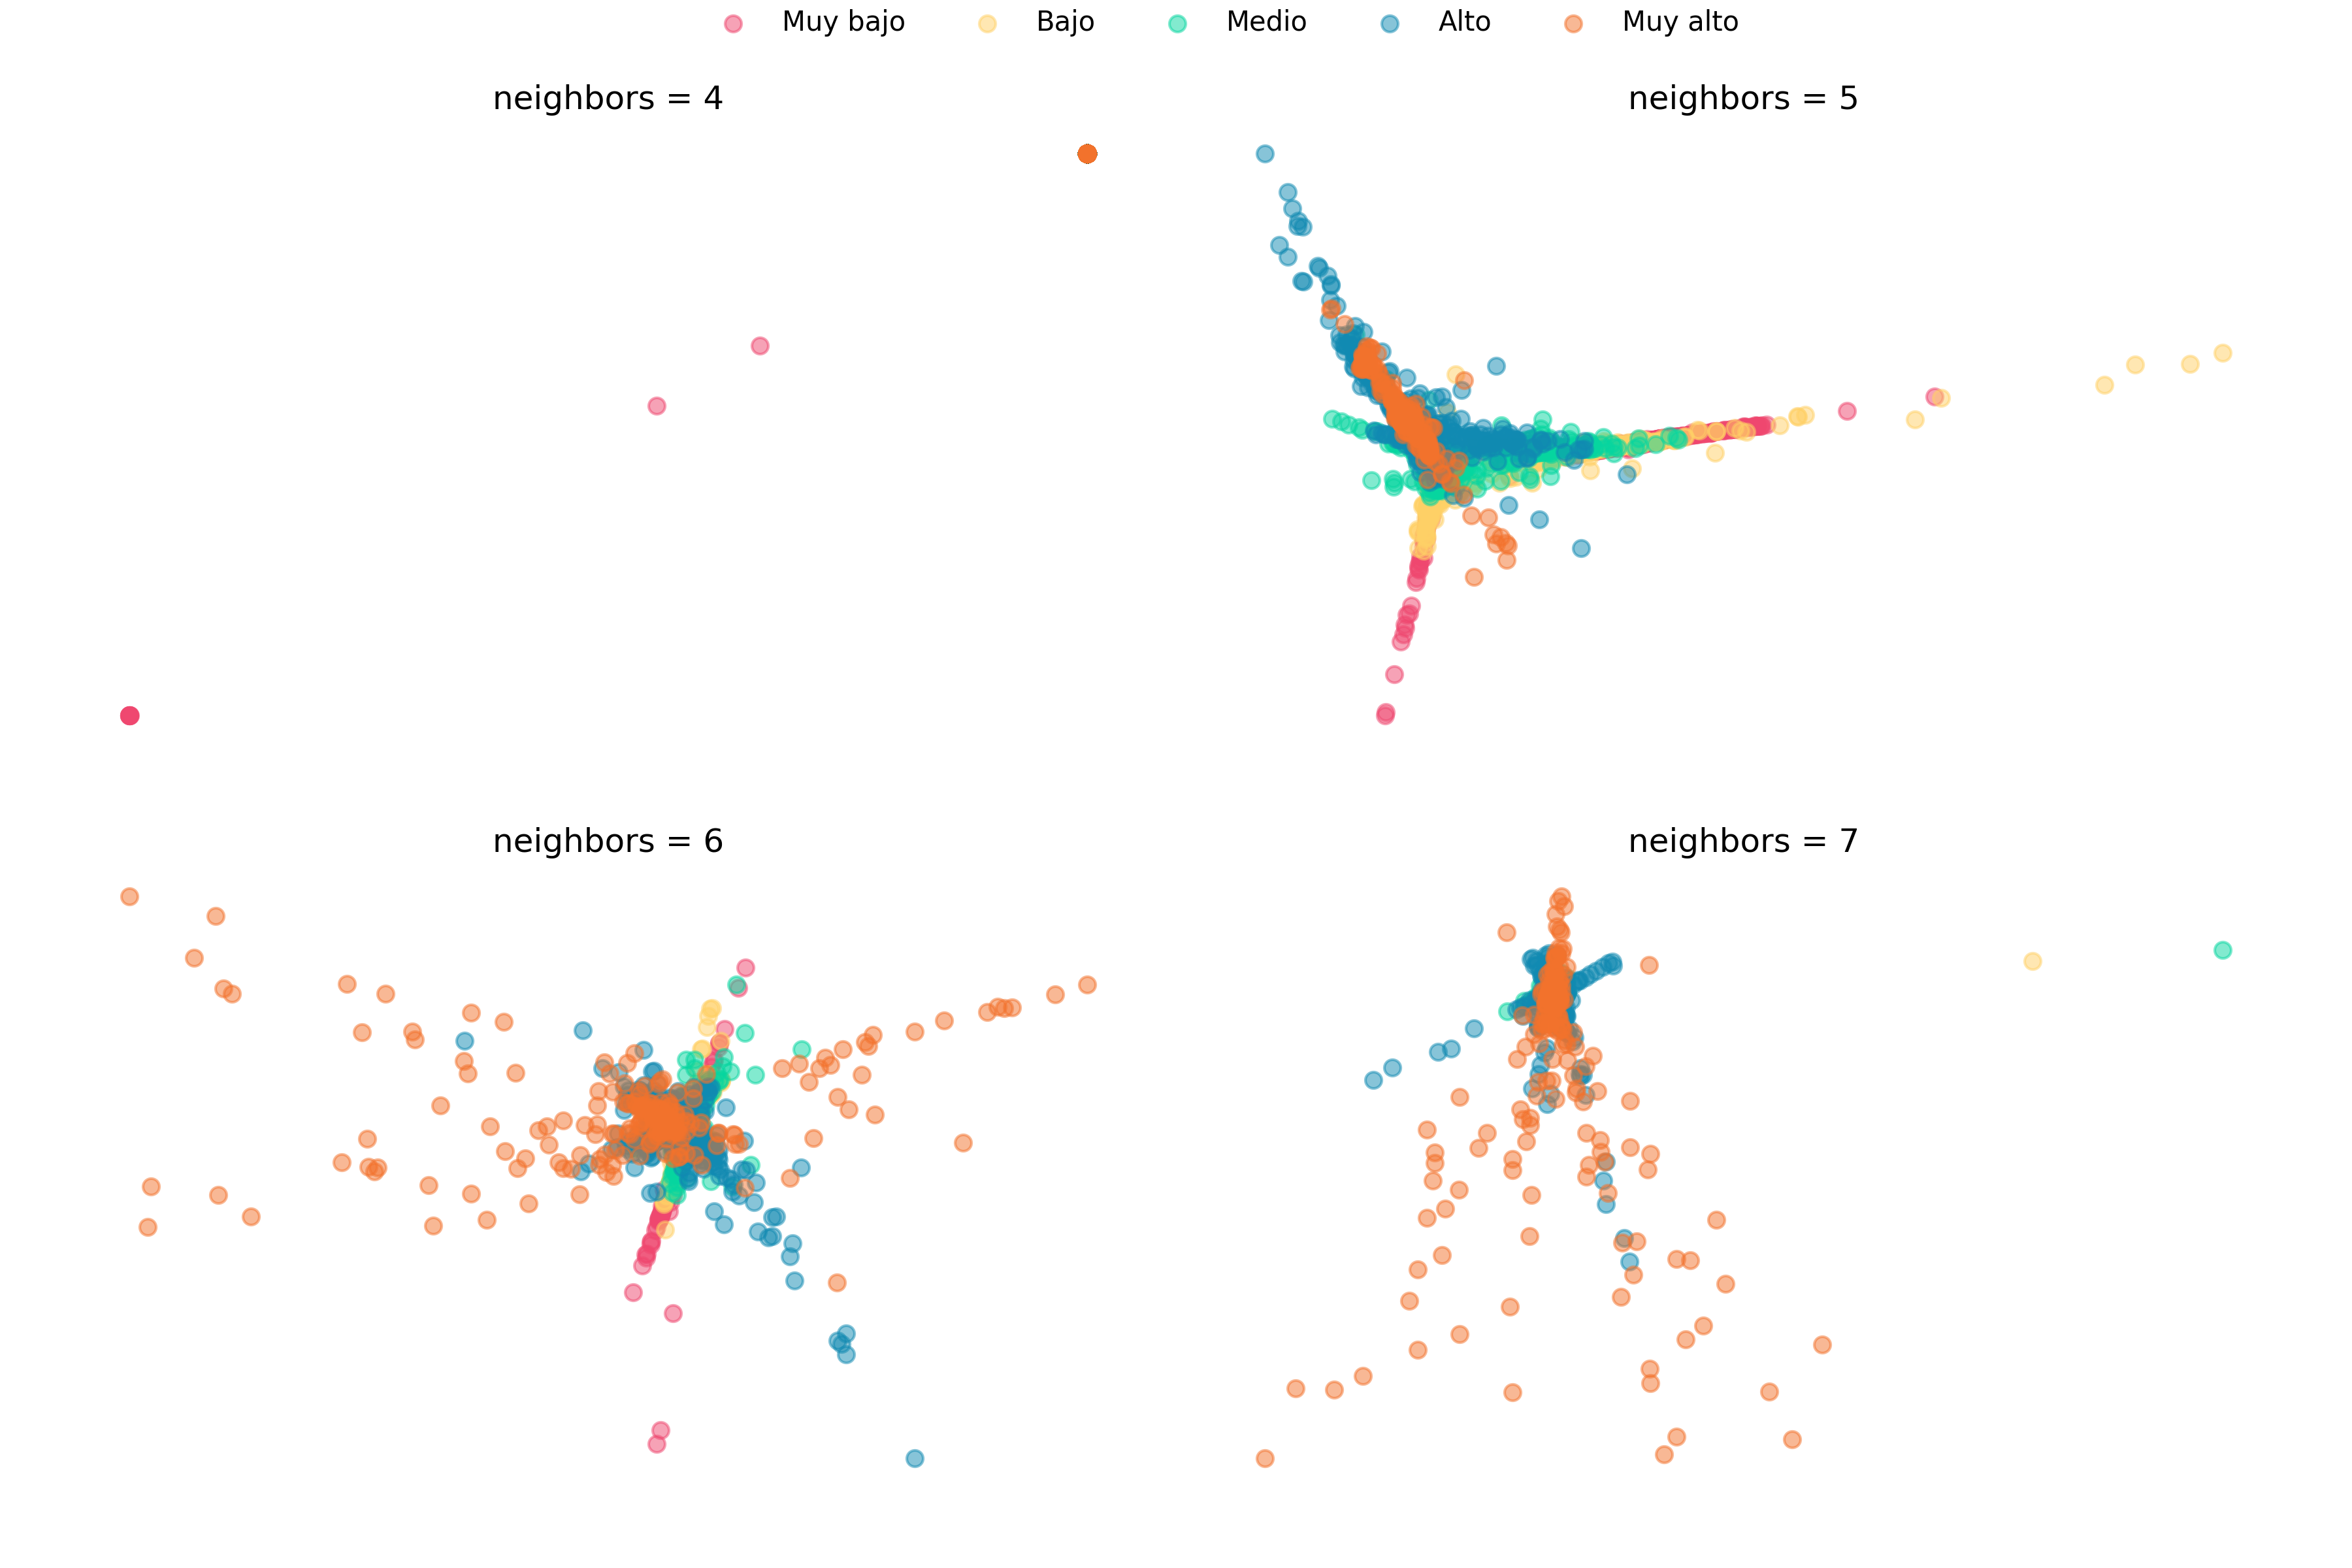 Muy bajo Bajo Medio Alto Muy alto
neighbors = 4
neighbors = 5
neighbors = 6
neighbors = 7